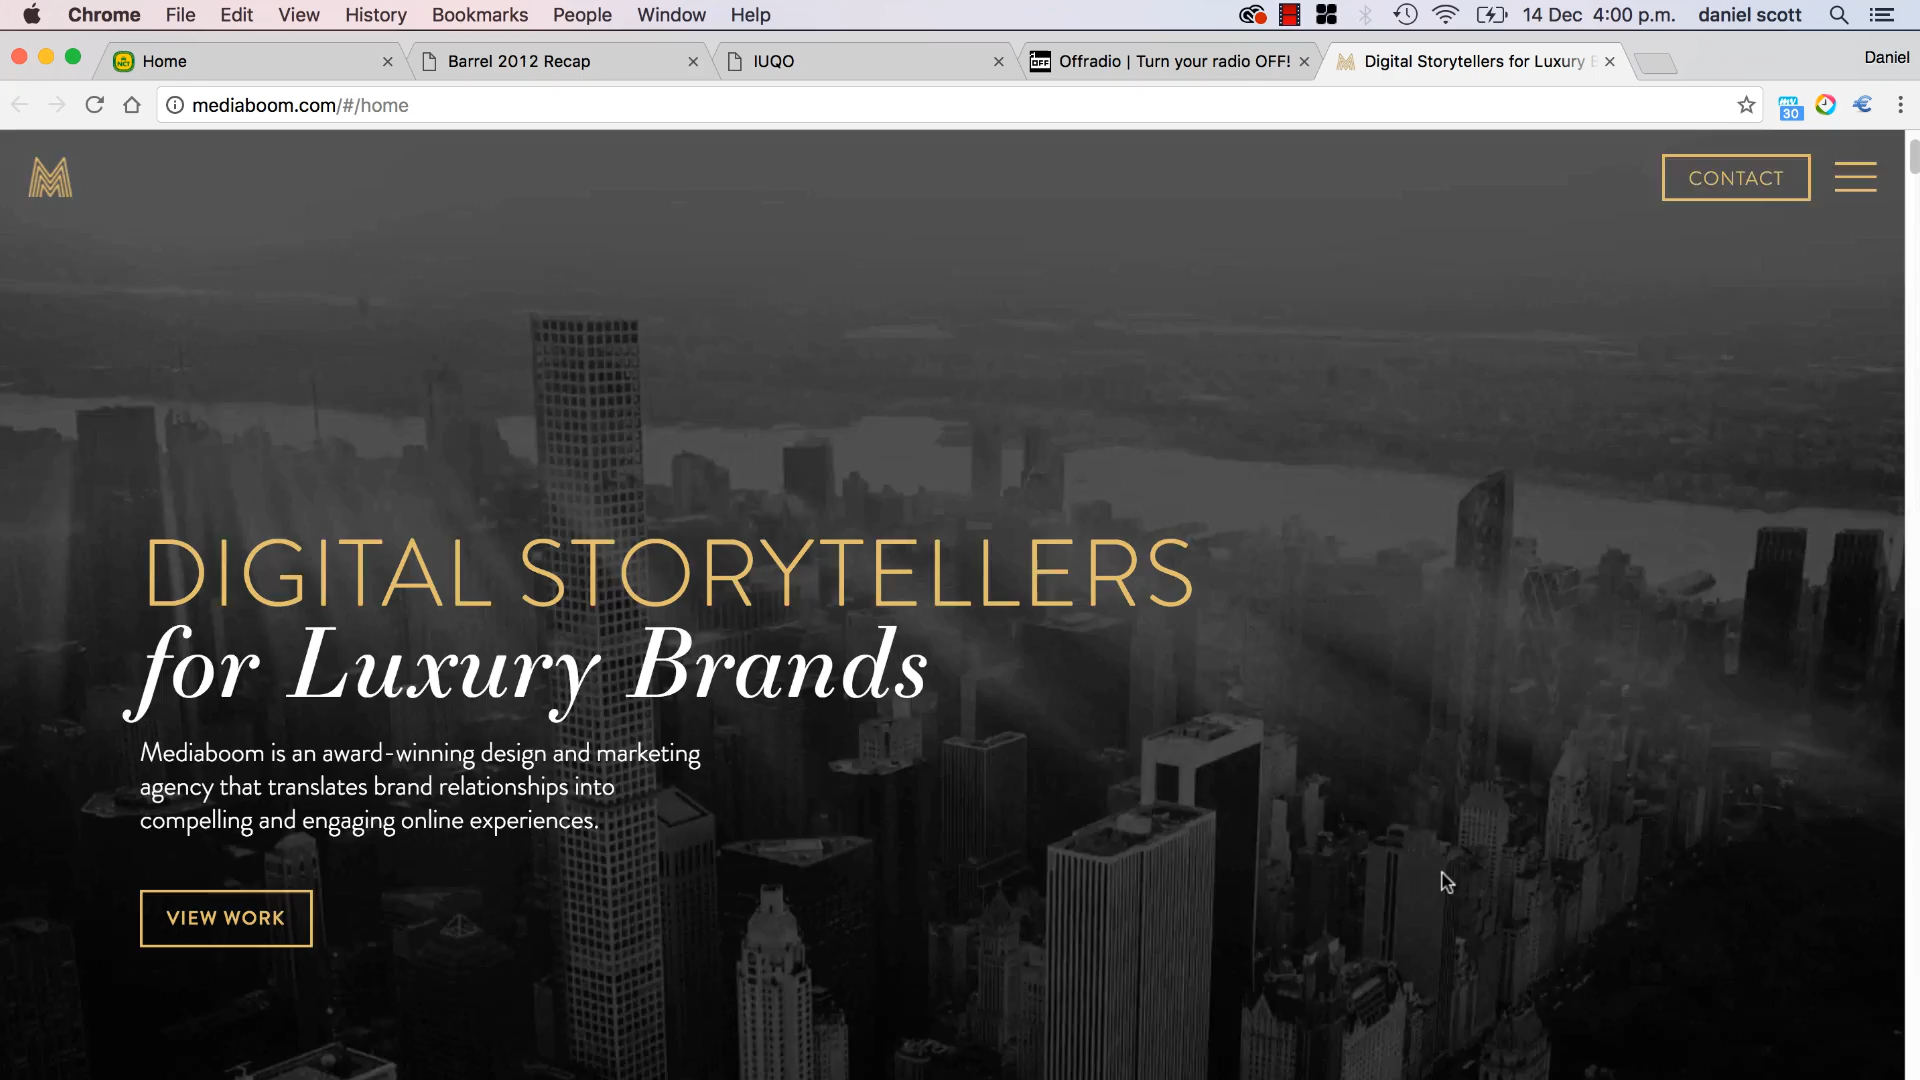 Chrome File Edit View History Bookmarks People Window Help 14 Dec 4:00 p.m. daniel scott
Home Barrel 2012 Recap IUQO Offradio | Turn your radio OFF! Digital Storytellers for Luxury Daniel
mediaboom.com/#/home
30
CONTACT
DIGITAL STORYTELLERS
for Luxury Brands
Mediaboom is an award-winning design and marketing
agency that translates brand relationships into
compelling and engaging online experiences.
VIEW WORK